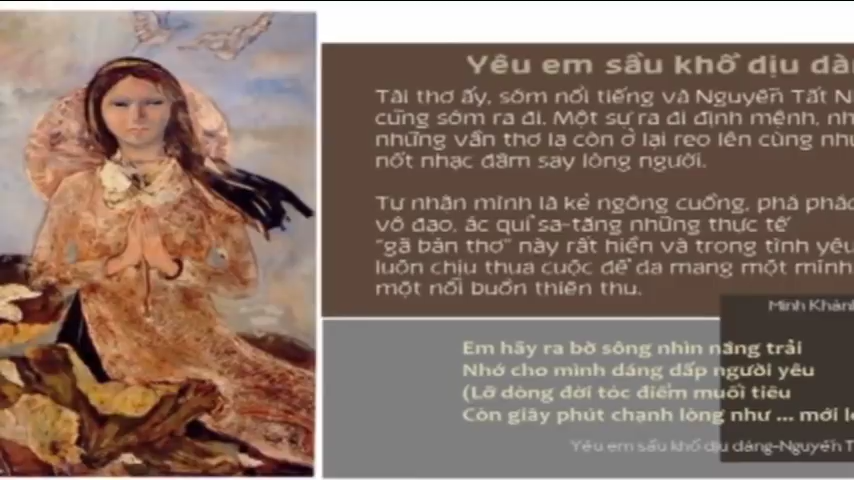 Yêu em sầu khổ dịu
Tài thơ ấy, sớm nổi tiếng và Nguyễn Tất
cũng sớm ra đi. Một sự ra đi định mệnh,
những vần thơ lạ còn ở lại reo lên cùng
nốt nhạc đắm say lòng người.
Tự nhận mình là kẻ ngông cuồng, phá phách
vô đạo, ác quỉ sa-tăng nhưng thực tế
"gã bán thơ" này rất hiền và trong tình yêu
luôn chịu thua cuộc để đa mang một mình
một nỗi buồn thiên thu.
Minh Khánh
Em hãy ra bờ sông nhìn nắng trải
Nhớ cho mình dáng dấp người yêu
(Lỡ dòng đời tóc điểm muối tiêu
Còn giây phút chạnh lòng như ... mới
Yêu em sầu khổ dịu dàng-Nguyễn